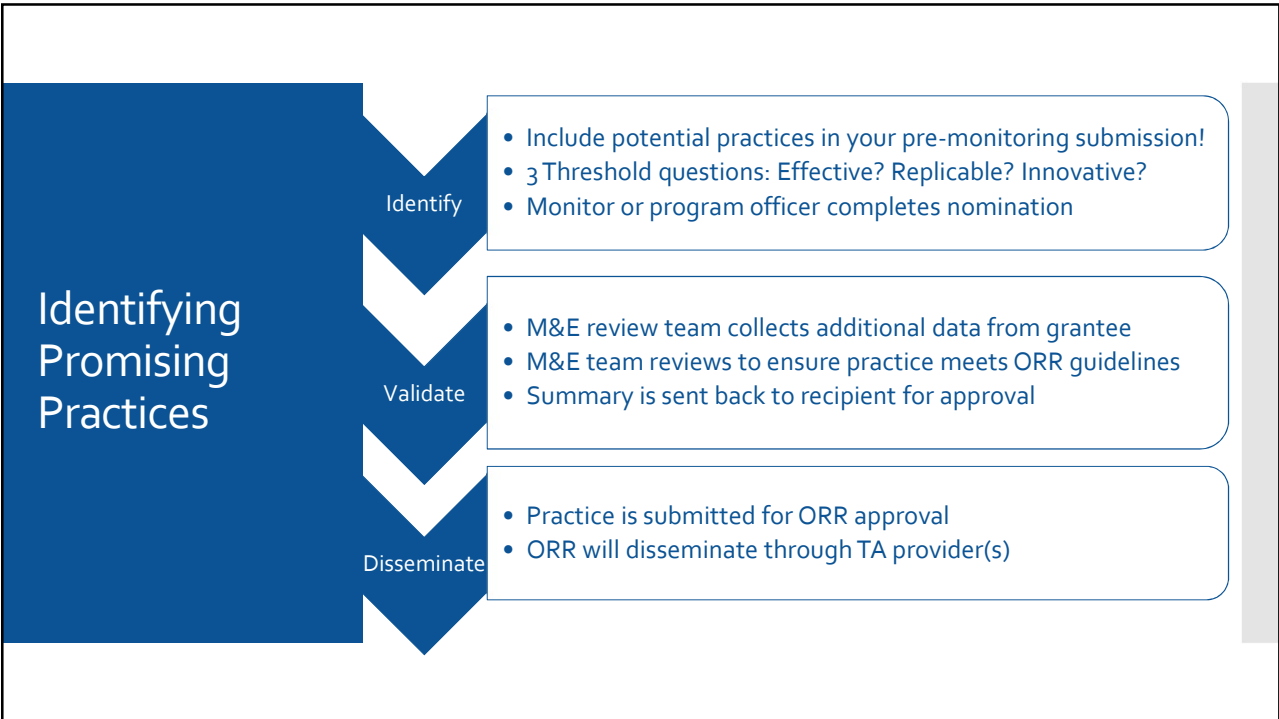 Identifying
Promising
Practices
Identify
• Include potential practices in your pre-monitoring submission!
• 3 Threshold questions: Effective? Replicable? Innovative?
• Monitor or program officer completes nomination
Validate
• M&E review team collects additional data from grantee
• M&E team reviews to ensure practice meets ORR guidelines
• Summary is sent back to recipient for approval
Disseminate
• Practice is submitted for ORR approval
• ORR will disseminate through TA provider(s)